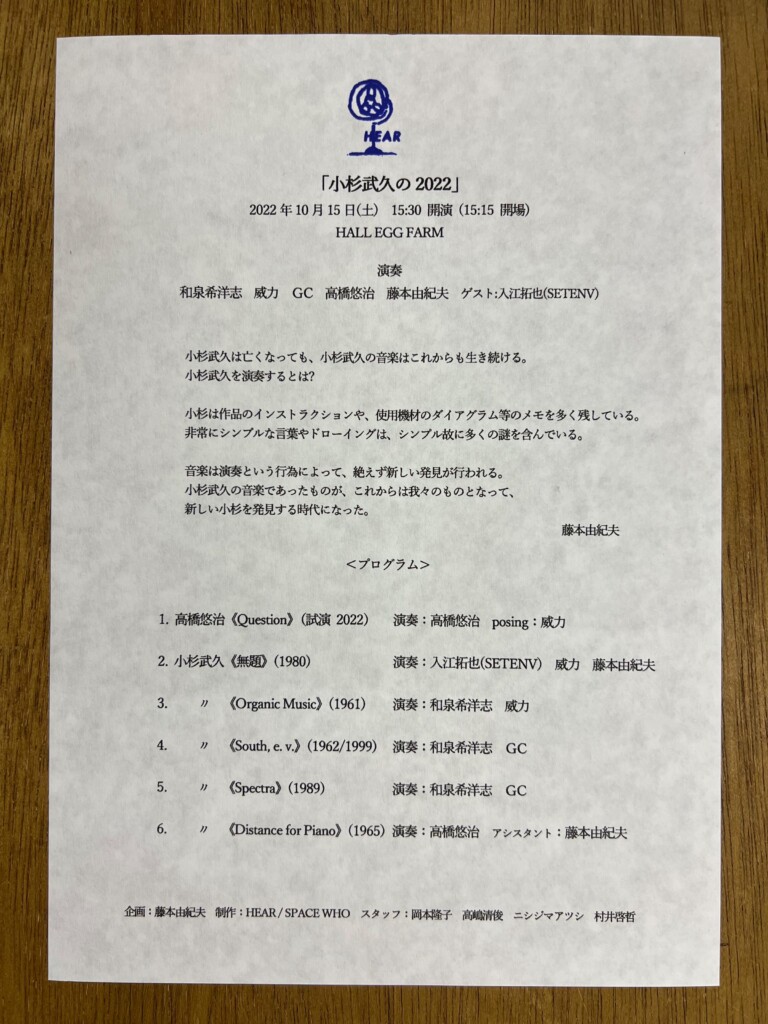 HEAR
「小杉武久の 2022」
2022 年 10 月 15 日(土) 15:30 開演（15:15 開場）
HALL EGG FARM
演奏
和泉希洋志 威力 GC 高橋悠治 藤本由紀夫 ゲスト:入江拓也(SETENV)
小杉武久は亡くなっても、小杉武久の音楽はこれからも生き続ける。
小杉武久を演奏するとは?
小杉は作品のインストラクションや、使用機材のダイアグラム等のメモを多く残している。
非常にシンプルな言葉やドローイングは、シンプル故に多くの謎を含んでいる。
音楽は演奏という行為によって、絶えず新しい発見が行われる。
小杉武久の音楽であったものが、これからは我々のものとなって、
新しい小杉を発見する時代になった。
藤本由紀夫
＜プログラム＞
1. 高橋悠治《Question》（試演 2022） 演奏：高橋悠治 posing：威力
2. 小杉武久《無題》（1980） 演奏：入江拓也(SETENV) 威力 藤本由紀夫
3. 〃 《Organic Music》（1961） 演奏：和泉希洋志 威力
4. 〃 《South, e. v.》（1962/1999） 演奏：和泉希洋志 GC
5. 〃 《Spectra》（1989） 演奏：和泉希洋志 GC
6. 〃 《Distance for Piano》（1965）演奏：高橋悠治 アシスタント：藤本由紀夫
企画：藤本由紀夫 制作：HEAR / SPACE WHO スタッフ：岡本隆子 高嶋清俊 ニシジマアツシ 村井啓哲